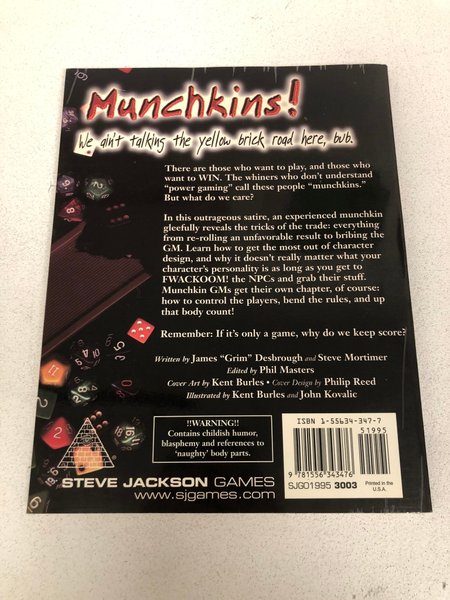 Munchkins!
We ain't talking the yellow brick road here, bub.
There are those who want to play, and those who
want to WIN. The whiners who don't understand
"power gaming" call these people "munchkins."
But what do we care?
In this outrageous satire, an experienced munchkin
gleefully reveals the tricks of the trade: everything
from re-rolling an unfavorable result to bribing the
GM. Learn how to get the most out of character
design, and why it doesn't really matter what your
character's personality is as long as you get to
FWACKOOM! the NPCs and grab their stuff.
Munchkin GMs get their own chapter, of course:
how to control the players, bend the rules, and up
that body count!
Remember: If it's only a game, why do we keep score?
Written by James "Grim" Desbrough and Steve Mortimer
Edited by Phil Masters
Cover Art by Kent Burles • Cover Design by Philip Reed
Illustrated by Kent Burles and John Kovalic
!!WARNING!!
Contains childish humor,
blasphemy and references to
'naughty' body parts.
STEVE JACKSON GAMES
www.sjgames.com
ISBN 1-55634-347-7
51995
9 781556 343476
SJG01995 3003
Printed in the
U.S.A.